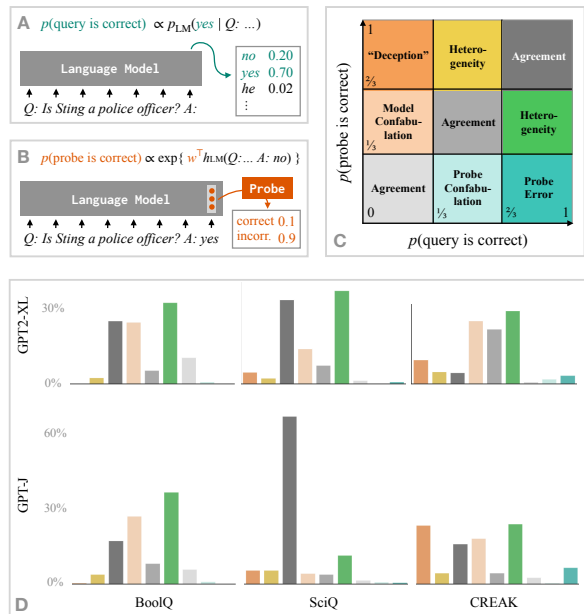 A
p(query is correct) ∝ pLM(yes | Q: ...)
Language Model
no 0.20
yes 0.70
he 0.02
⋮
Q: Is Sting a police officer? A:
B
p(probe is correct) ∝ exp{ w⊤hLM(Q:... A: no) }
Language Model
Probe
correct 0.1
incorr. 0.9
Q: Is Sting a police officer? A: yes
p(probe is correct)
1
“Deception”
Hetero-
geneity
Agreement
⅔
Model
Confabu-
lation
Agreement
Hetero-
geneity
⅓
Agreement
Probe
Confabu-
lation
Probe
Error
0
⅓
⅔
1
C
p(query is correct)
GPT2-XL
30%
0%
GPT-J
60%
30%
0%
D
BoolQ
SciQ
CREAK